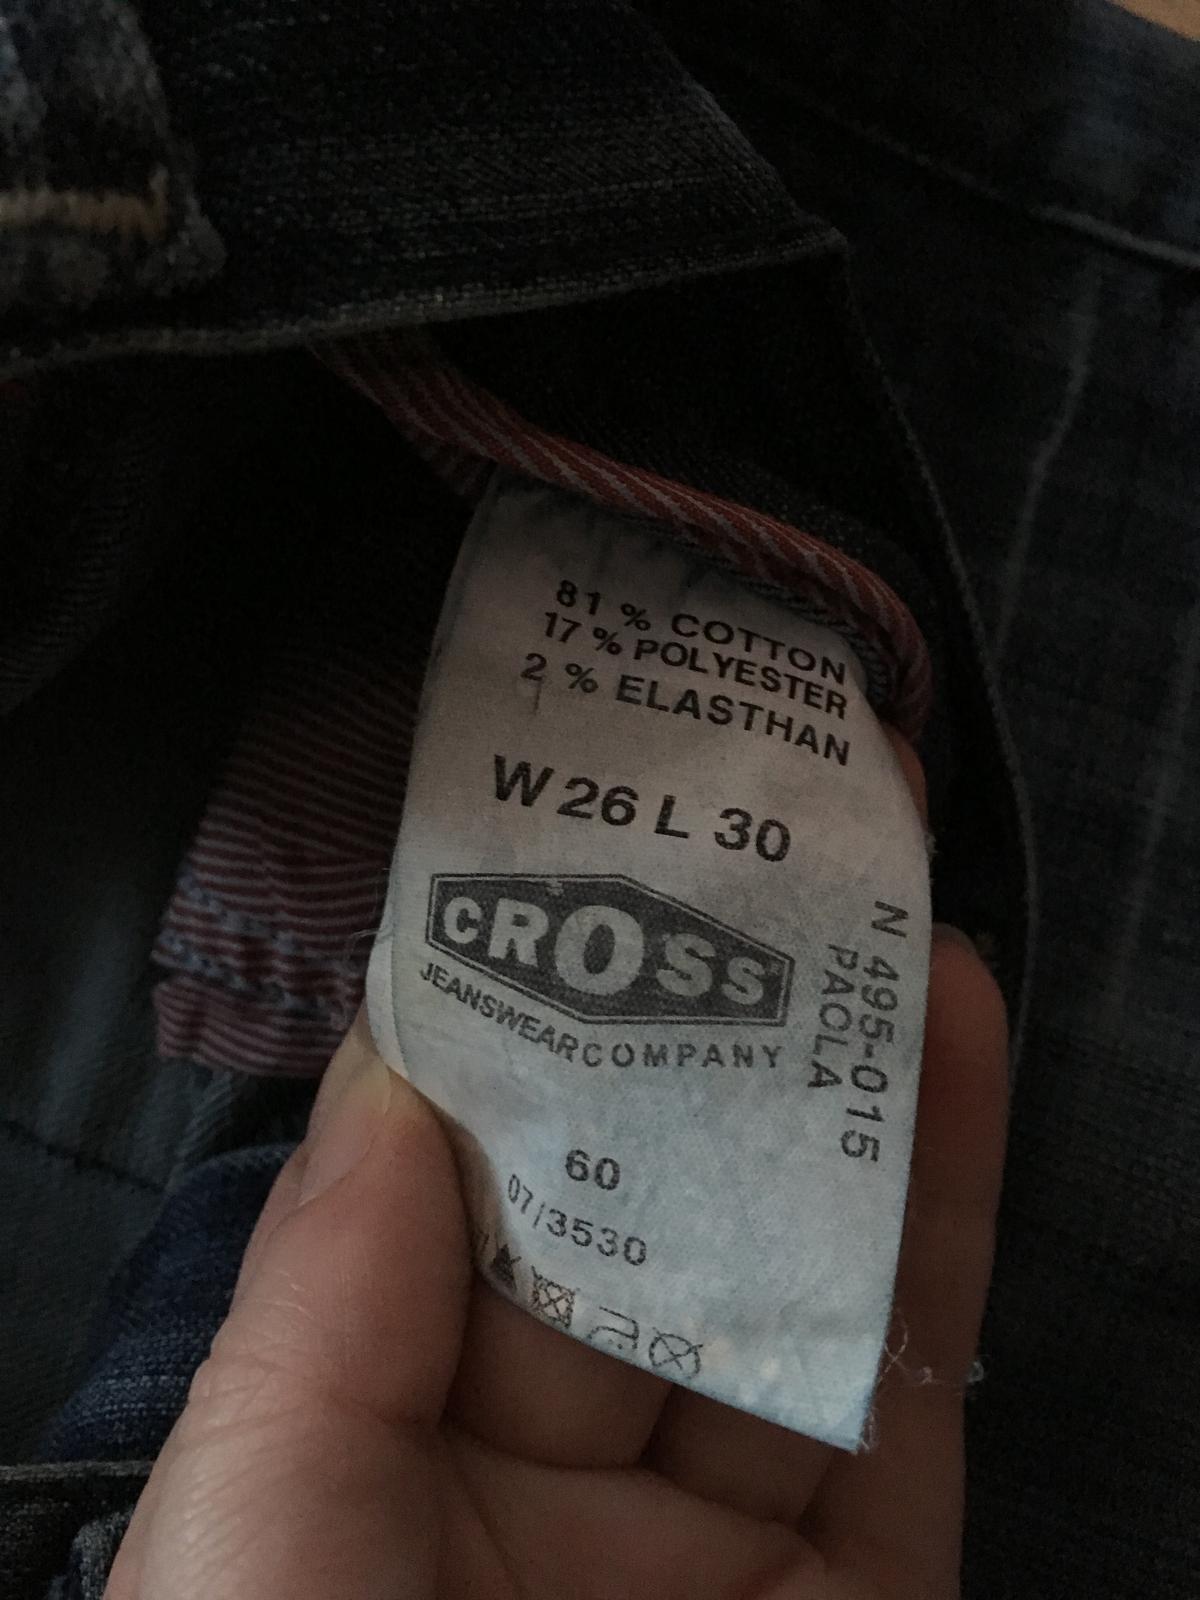 81 % COTTON
17 % POLYESTER
2 % ELASTHAN
W 26 L 30
CROSS
JEANSWEARCOMPANY
N 495-015
PAOLA
60
07/3530